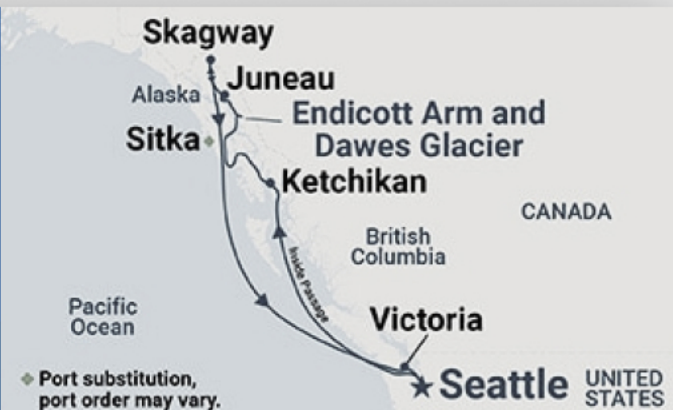 Skagway
Juneau
Alaska
Endicott Arm and
Dawes Glacier
Sitka
Ketchikan
CANADA
British
Columbia
Inside Passage
Pacific
Ocean
Victoria
Port substitution,
port order may vary.
Seattle
UNITED
STATES